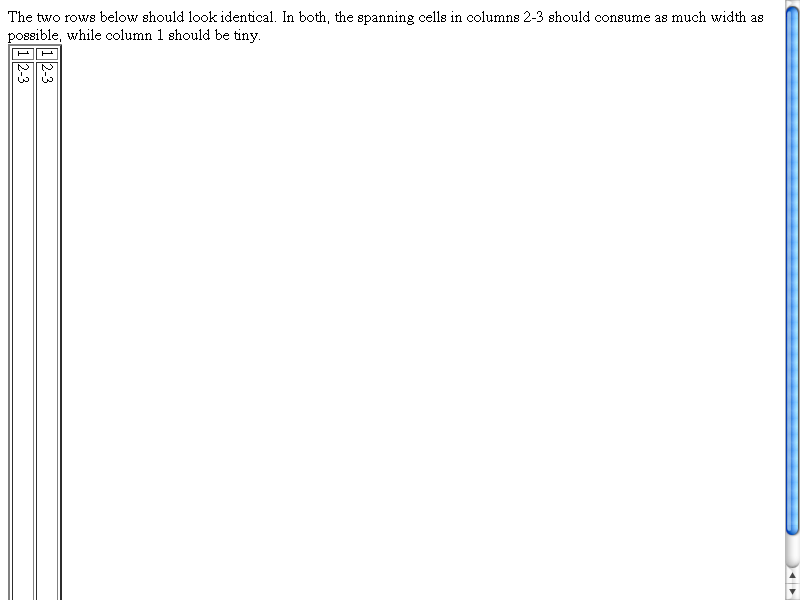 The two rows below should look identical. In both, the spanning cells in columns 2-3 should consume as much width as
possible, while column 1 should be tiny.
1 2-3
1 2-3